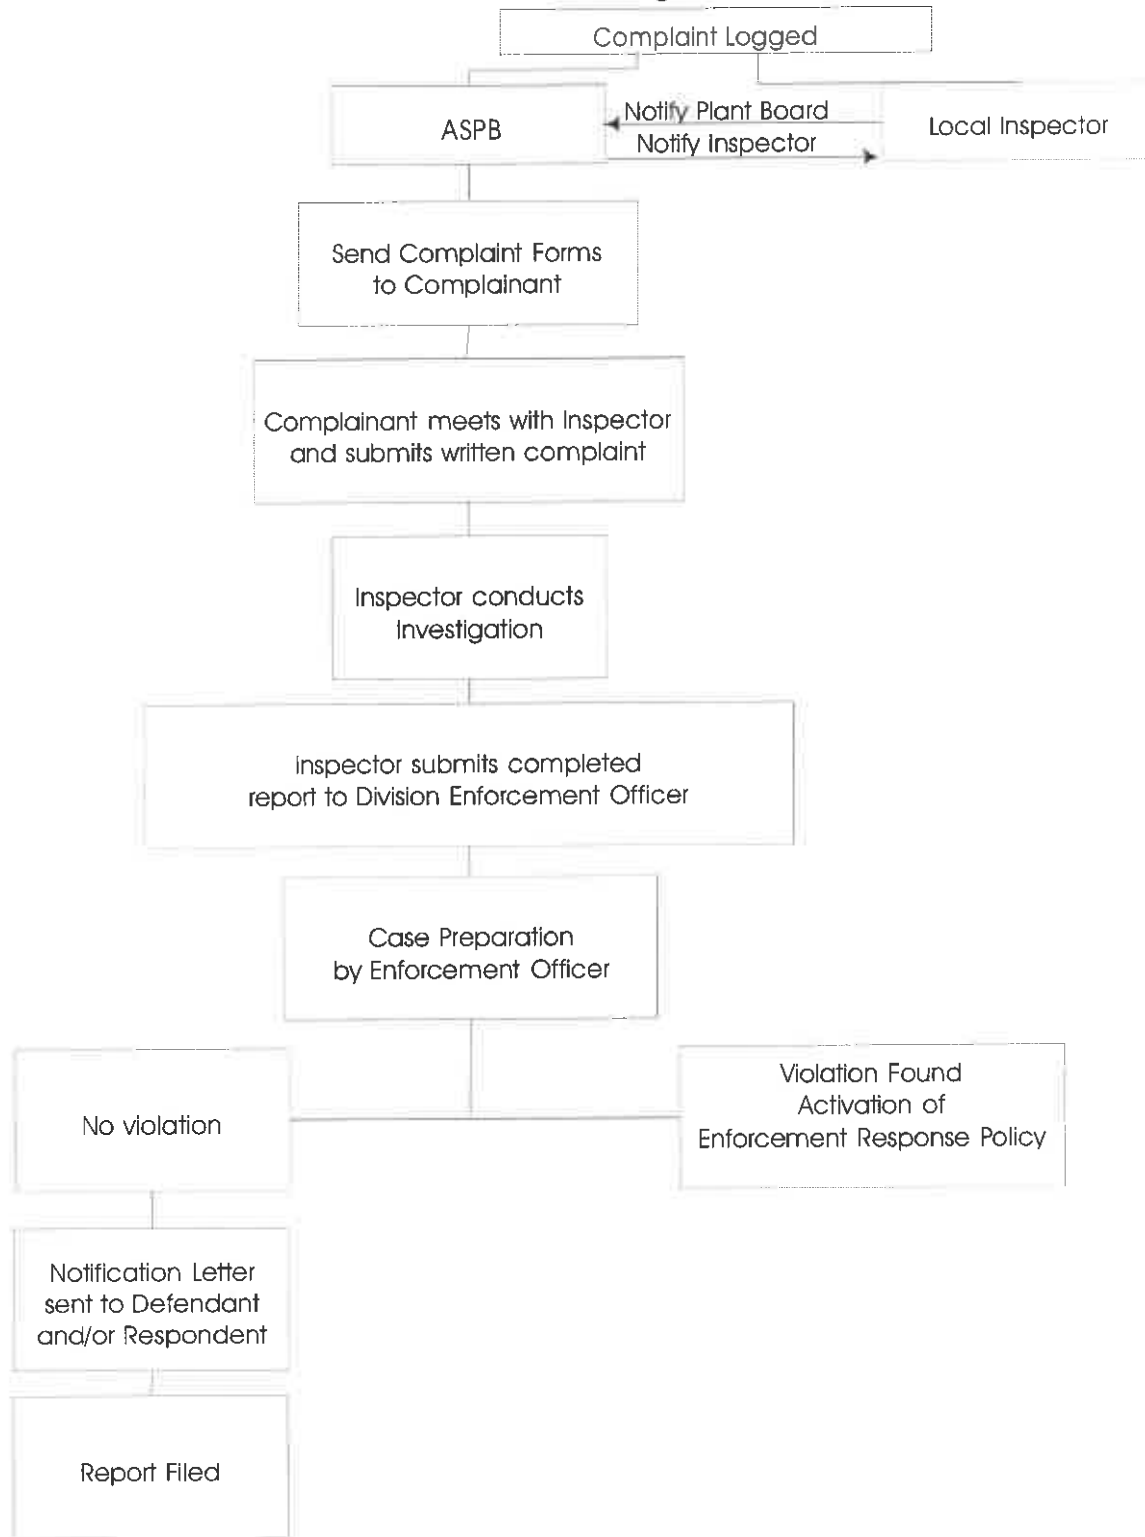 Complaint Logged
ASPB
Notify Plant Board
Notify Inspector
Local Inspector
Send Complaint Forms
to Complainant
Complainant meets with Inspector
and submits written complaint
Inspector conducts
Investigation
Inspector submits completed
report to Division Enforcement Officer
Case Preparation
by Enforcement Officer
No violation
Violation Found
Activation of
Enforcement Response Policy
Notification Letter
sent to Defendant
and/or Respondent
Report Filed